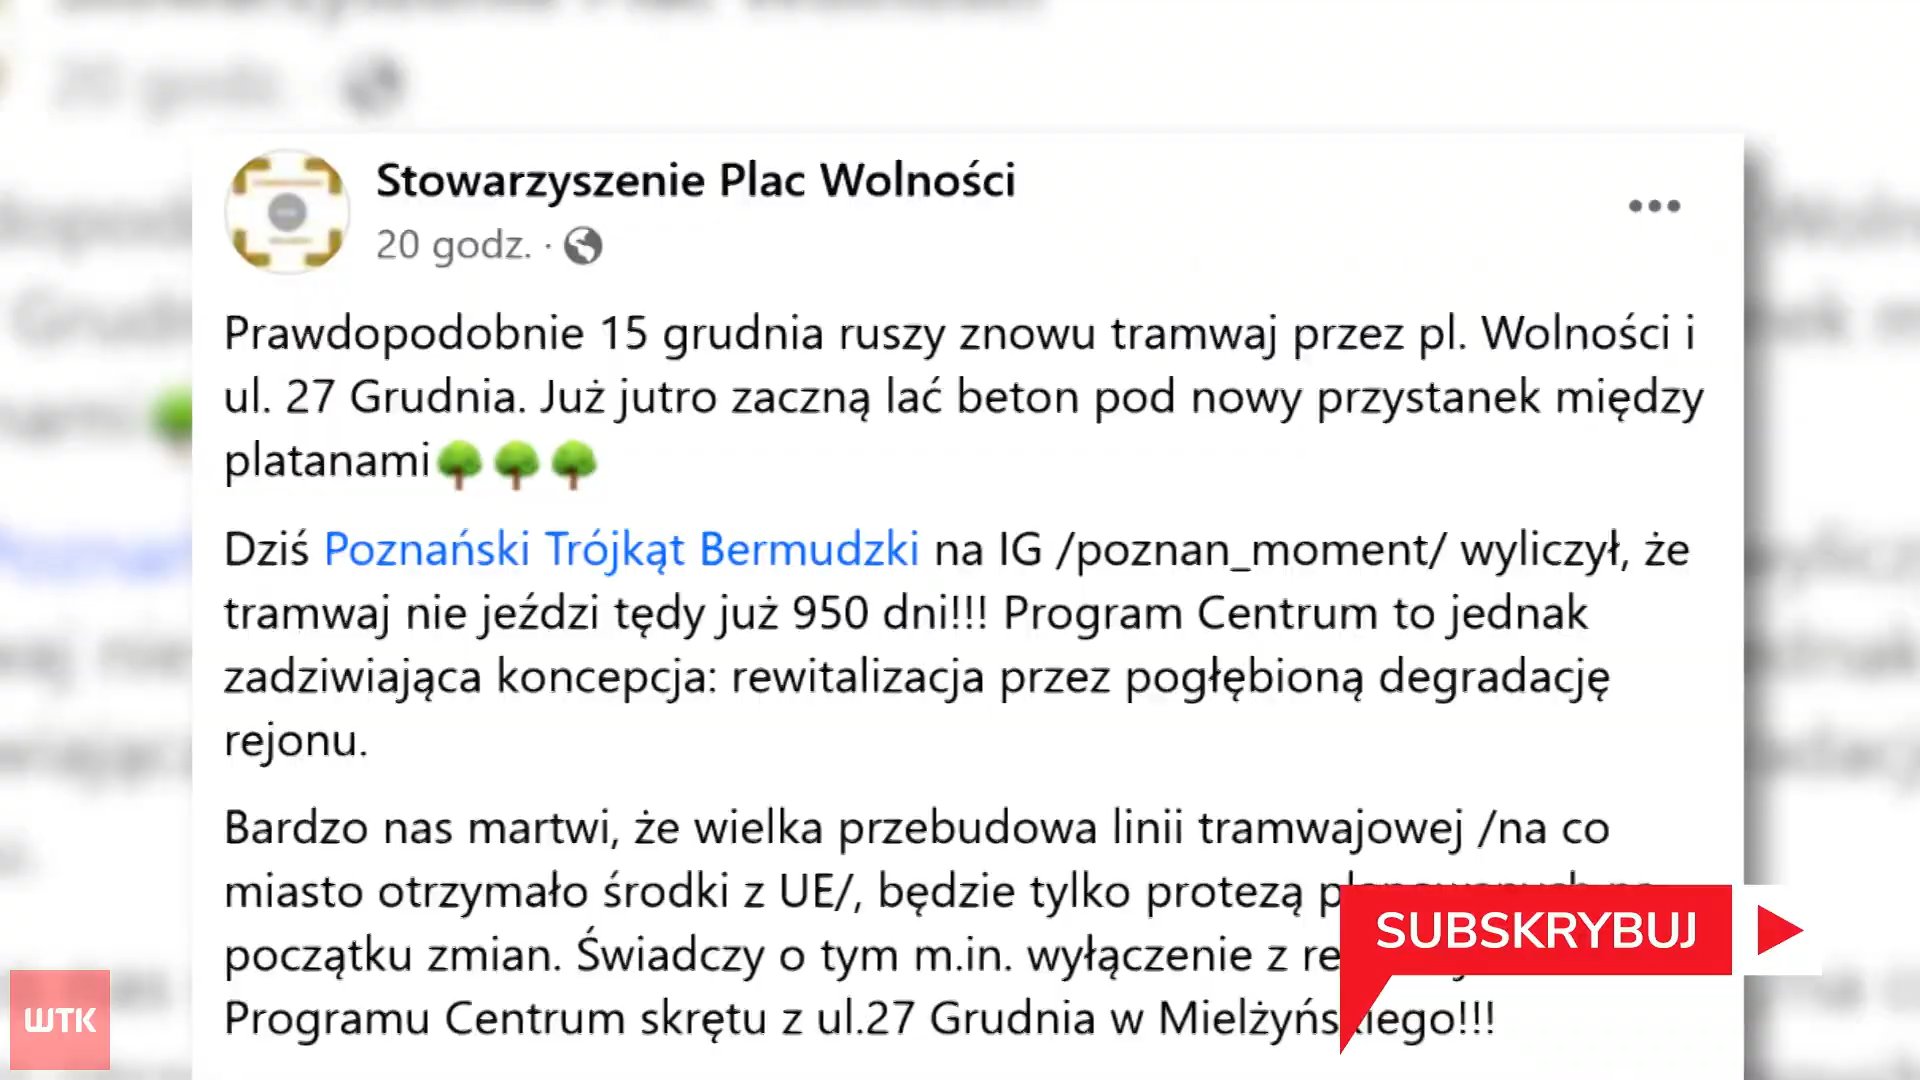 Stowarzyszenie Plac Wolności
20 godz. ·
Prawdopodobnie 15 grudnia ruszy znowu tramwaj przez pl. Wolności i
ul. 27 Grudnia. Już jutro zaczną lać beton pod nowy przystanek między
platanami🌳🌳🌳
Dziś Poznański Trójkąt Bermudzki na IG /poznan_moment/ wyliczył, że
tramwaj nie jeździ tędy już 950 dni!!! Program Centrum to jednak
zadziwiająca koncepcja: rewitalizacja przez pogłębioną degradację
rejonu.
Bardzo nas martwi, że wielka przebudowa linii tramwajowej /na co
miasto otrzymało środki z UE/, będzie tylko protezą
początku zmian. Świadczy o tym m.in. wyłączenie z
Programu Centrum skrętu z ul.27 Grudnia w Mielżyńskiego!!!
SUBSKRYBUJ
WTK